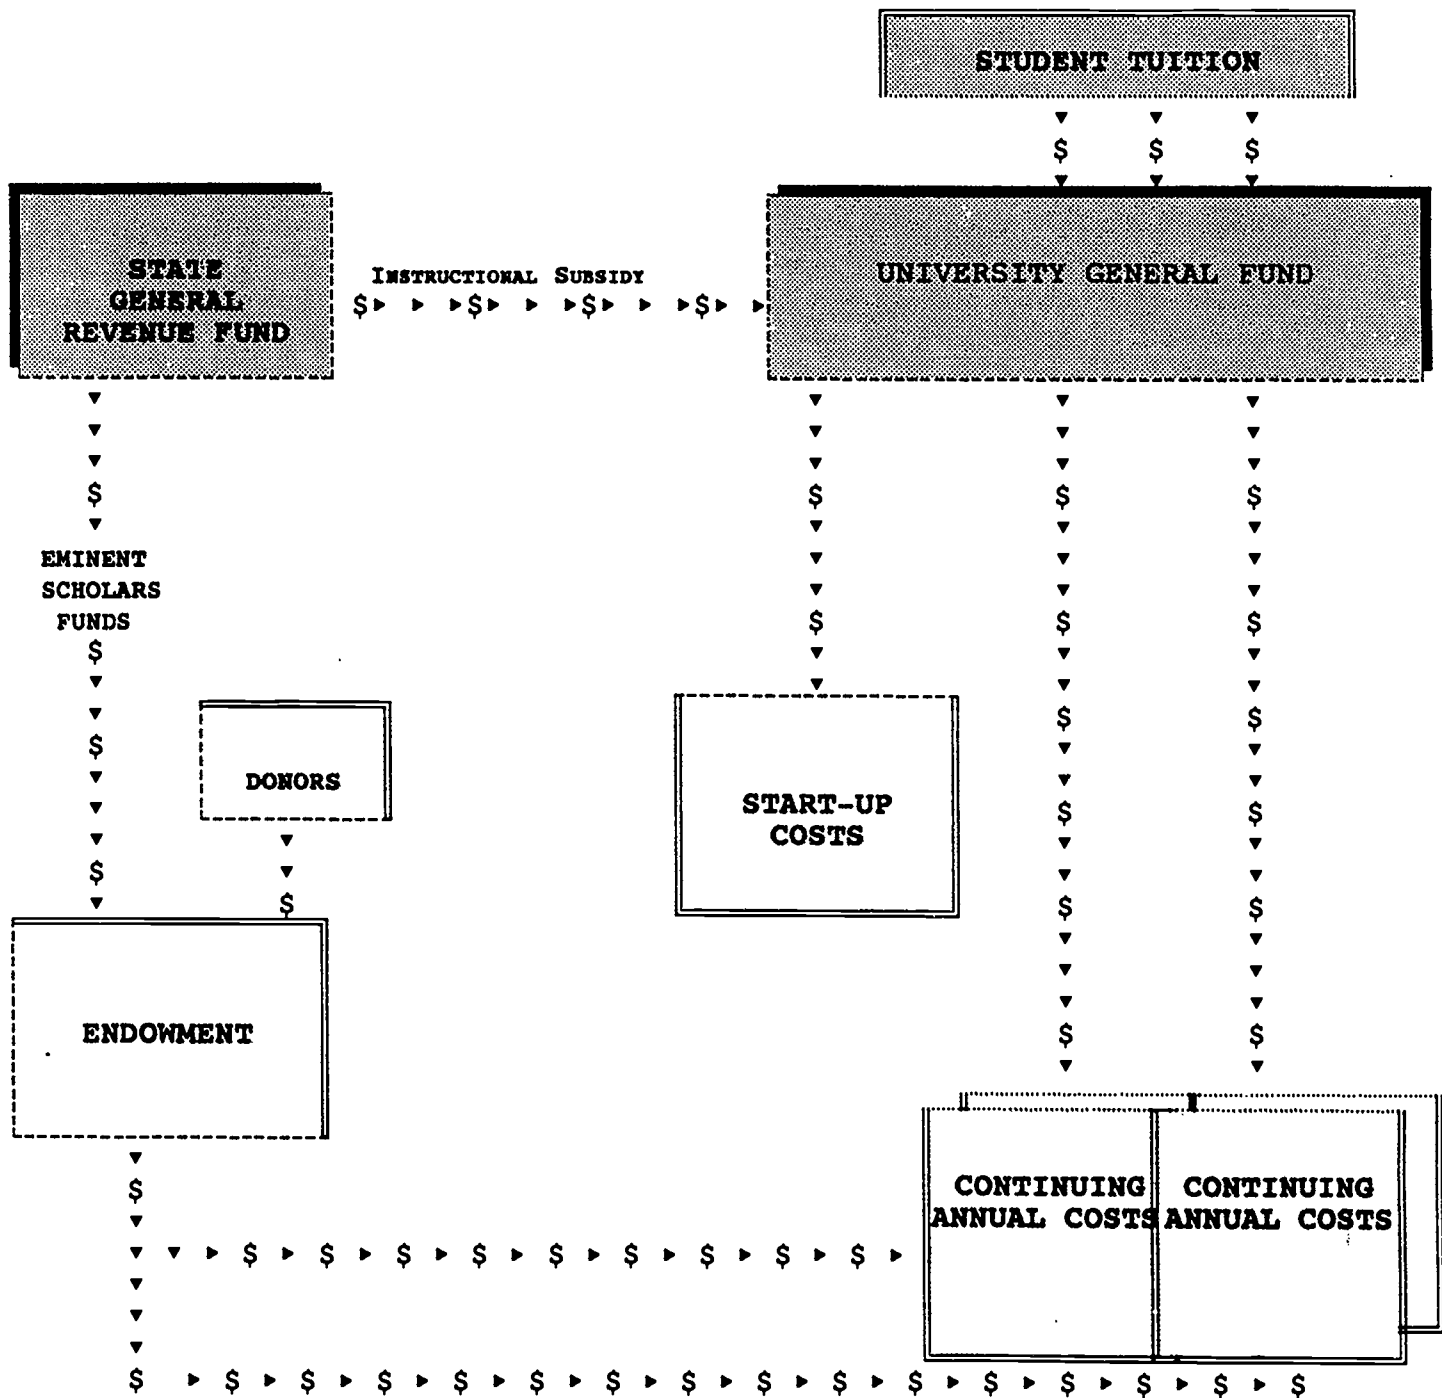 STUDENT TUITION
$ $ $
STATE
GENERAL
REVENUE FUND
INSTRUCTIONAL SUBSIDY
$ $ $ $
UNIVERSITY GENERAL FUND
$
$ $ $
EMINENT
SCHOLARS
FUNDS
$ $ $
$
$
$ $
DONORS
START-UP
COSTS
$ $
$
$
$ $
ENDOWMENT
$ $
$
CONTINUING
ANNUAL COSTS
CONTINUING
ANNUAL COSTS
$ $ $ $ $ $ $ $ $
$ $ $ $ $ $ $ $ $ $ $ $ $ $ $